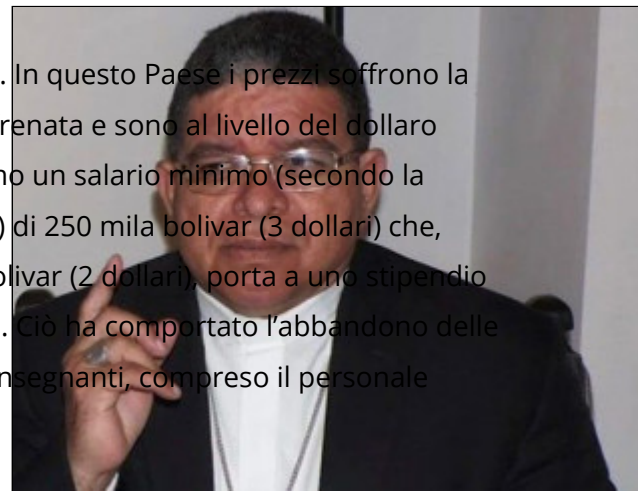 . In questo Paese i prezzi soffrono la
renata e sono al livello del dollaro
no un salario minimo (secondo la
) di 250 mila bolivar (3 dollari) che,
olivar (2 dollari), porta a uno stipendio
. Ciò ha comportato l’abbandono delle
nsegnanti, compreso il personale